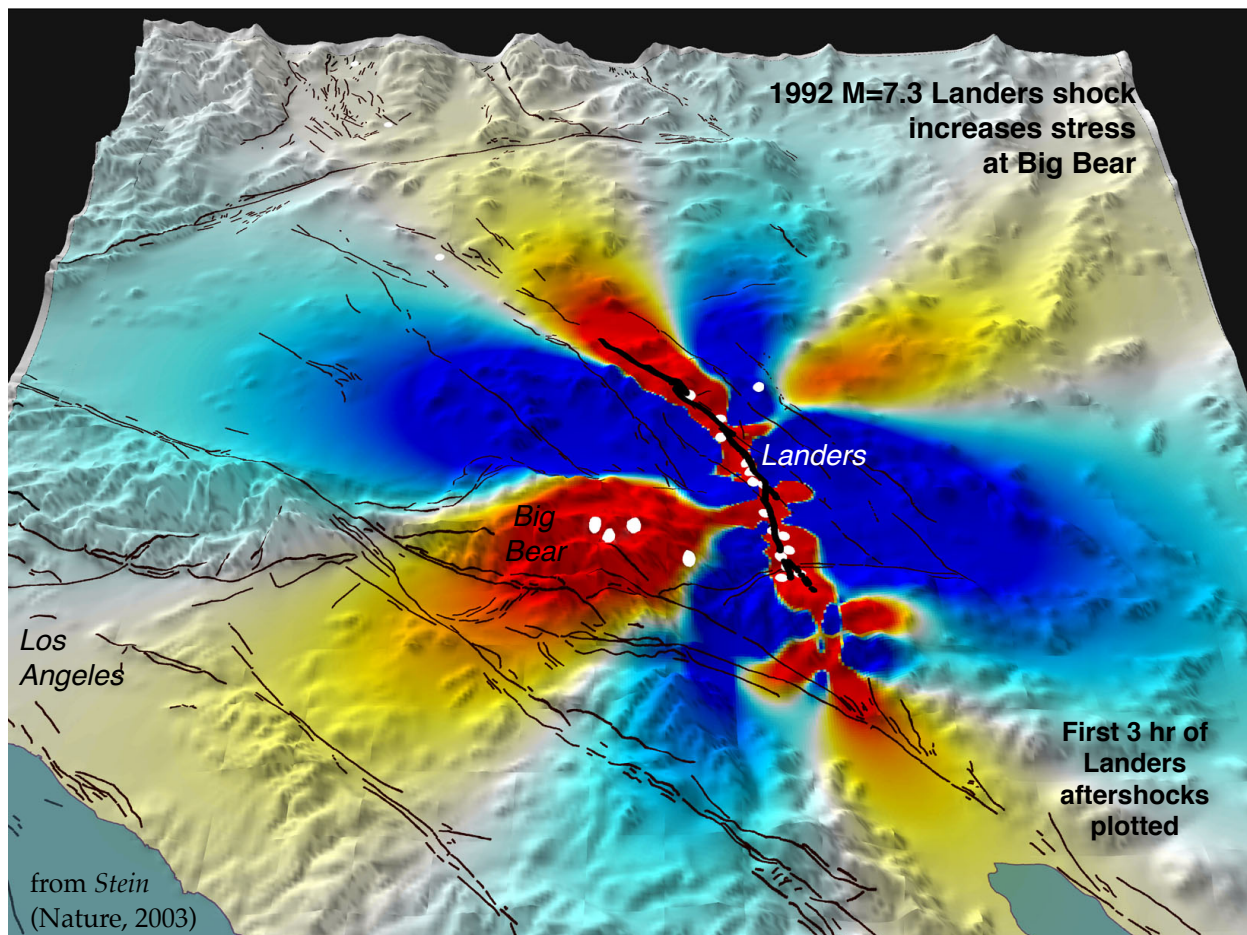 1992 M=7.3 Landers shock
increases stress
at Big Bear
Landers
Big
Bear
Los
Angeles
First 3 hr of
Landers
aftershocks
plotted
from Stein
(Nature, 2003)